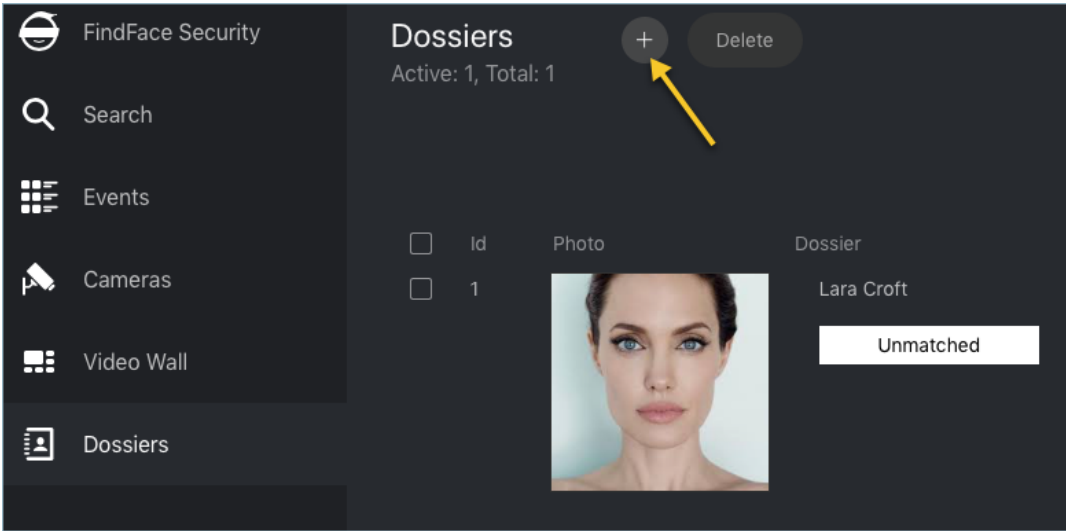 FindFace Security
Search
Events
Cameras
Video Wall
Dossiers
Dossiers
+
Delete
Active: 1, Total: 1
Id Photo Dossier
1 Lara Croft
Unmatched